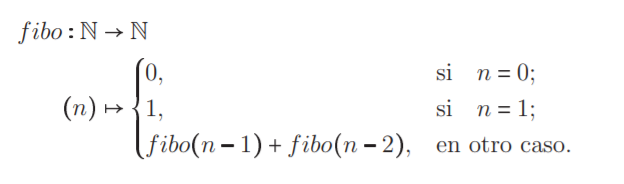 fibo : ℕ → ℕ
(n) ↦ { 0, si n = 0;
1, si n = 1;
fibo(n − 1) + fibo(n − 2), en otro caso.